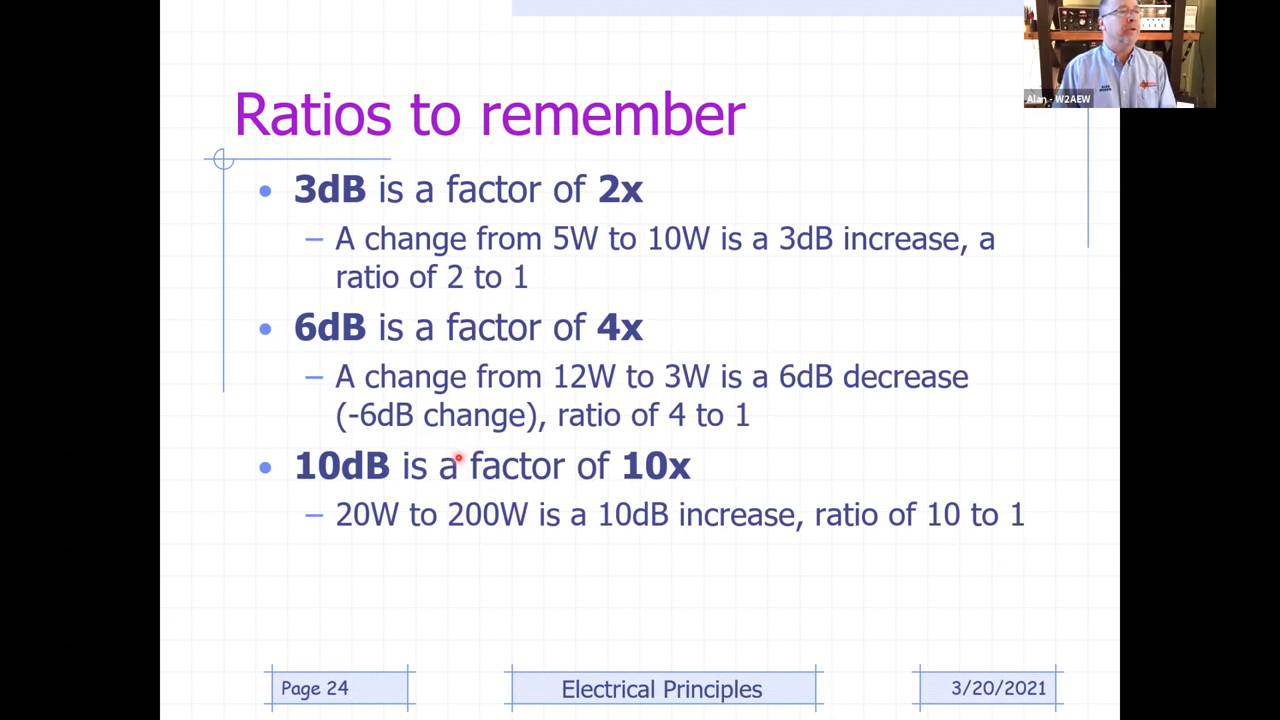 Alan - W2AEW
Ratios to remember
• 3dB is a factor of 2x
– A change from 5W to 10W is a 3dB increase, a
ratio of 2 to 1
• 6dB is a factor of 4x
– A change from 12W to 3W is a 6dB decrease
(-6dB change), ratio of 4 to 1
• 10dB is a factor of 10x
– 20W to 200W is a 10dB increase, ratio of 10 to 1
Page 24
Electrical Principles
3/20/2021